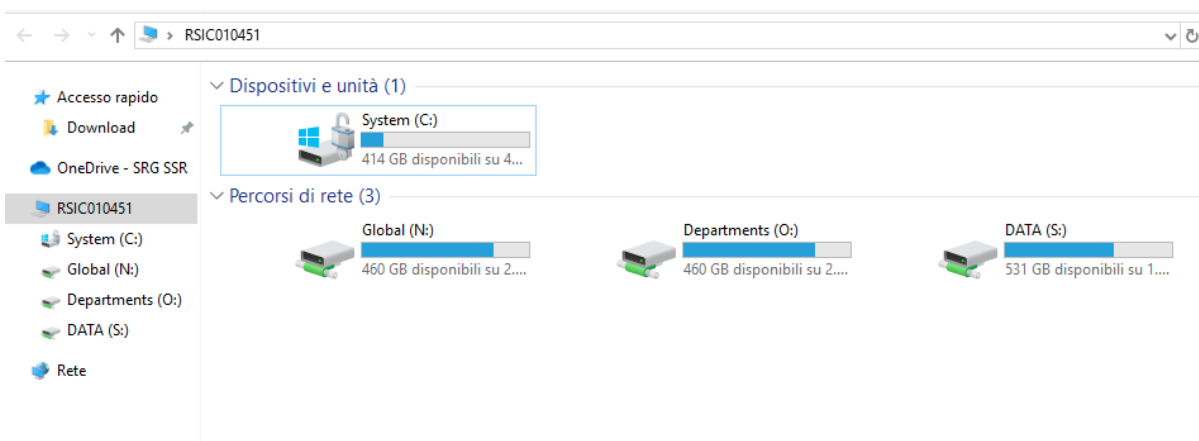 RSIC010451
Accesso rapido
Download
OneDrive - SRG SSR
RSIC010451
System (C:)
Global (N:)
Departments (O:)
DATA (S:)
Rete
Dispositivi e unità (1)
System (C:)
414 GB disponibili su 4...
Percorsi di rete (3)
Global (N:)
460 GB disponibili su 2....
Departments (O:)
460 GB disponibili su 2....
DATA (S:)
531 GB disponibili su 1....